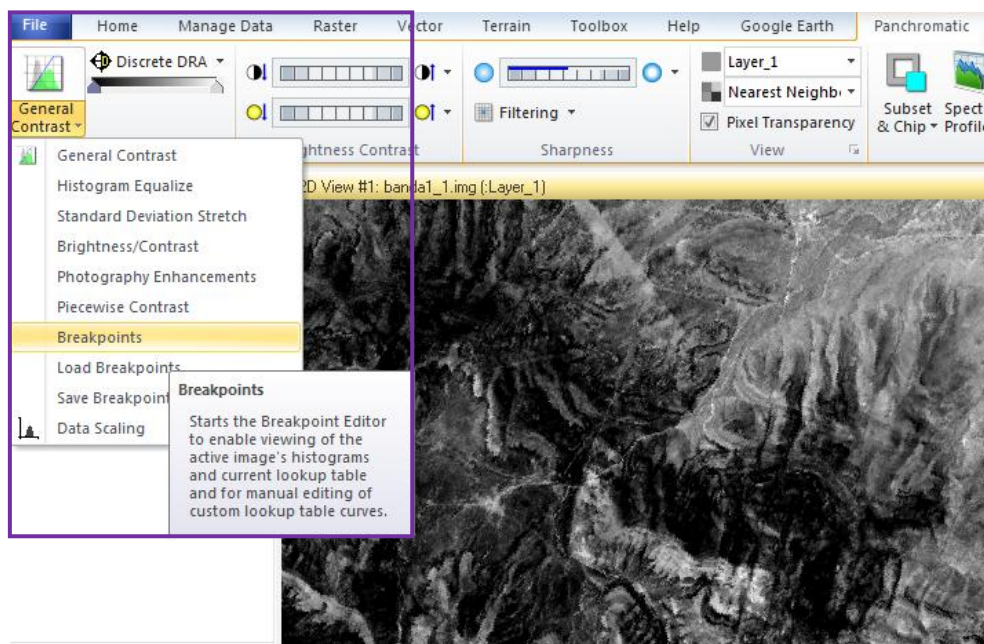 File Home Manage Data Raster Vector Terrain Toolbox Help Google Earth Panchromatic
Discrete DRA
General
Contrast
Layer_1
Nearest Neighb
Filtering
Pixel Transparency
Subset
& Chip
Spect
Profile
ghtness Contrast
Sharpness
View
General Contrast
Histogram Equalize
Standard Deviation Stretch
Brightness/Contrast
Photography Enhancements
Piecewise Contrast
Breakpoints
Load Breakpoints
Save Breakpoint
Data Scaling
Breakpoints
Starts the Breakpoint Editor
to enable viewing of the
active image's histograms
and current lookup table
and for manual editing of
custom lookup table curves.
2D View #1: banda1_1.img (:Layer_1)